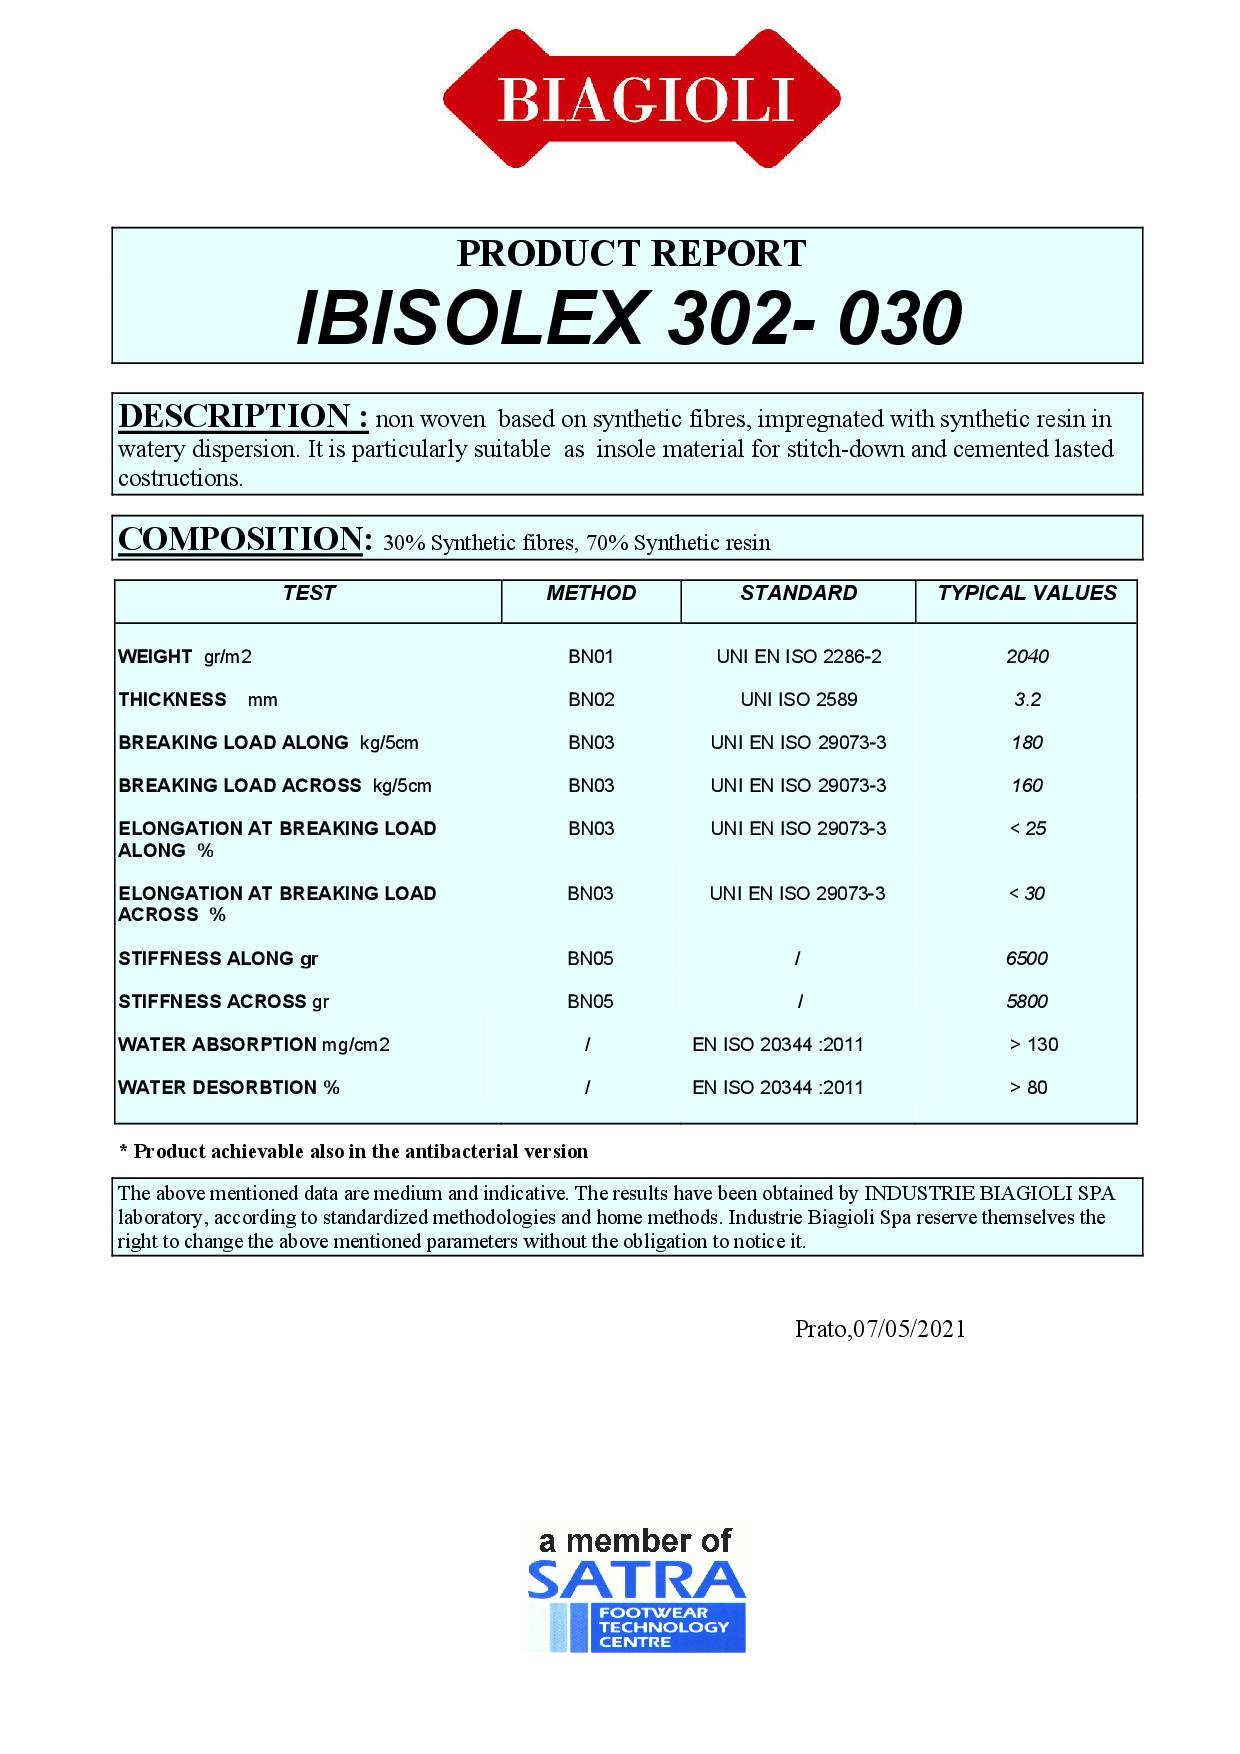 BIAGIOLI
PRODUCT REPORT
IBISOLEX 302- 030
DESCRIPTION : non woven based on synthetic fibres, impregnated with synthetic resin in
watery dispersion. It is particularly suitable as insole material for stitch-down and cemented lasted
costructions.
COMPOSITION: 30% Synthetic fibres, 70% Synthetic resin
TEST METHOD STANDARD TYPICAL VALUES
WEIGHT gr/m2 BN01 UNI EN ISO 2286-2 2040
THICKNESS mm BN02 UNI ISO 2589 3.2
BREAKING LOAD ALONG kg/5cm BN03 UNI EN ISO 29073-3 180
BREAKING LOAD ACROSS kg/5cm BN03 UNI EN ISO 29073-3 160
ELONGATION AT BREAKING LOAD BN03 UNI EN ISO 29073-3 < 25
ALONG %
ELONGATION AT BREAKING LOAD BN03 UNI EN ISO 29073-3 < 30
ACROSS %
STIFFNESS ALONG gr BN05 / 6500
STIFFNESS ACROSS gr BN05 / 5800
WATER ABSORPTION mg/cm2 / EN ISO 20344 :2011 > 130
WATER DESORBTION % / EN ISO 20344 :2011 > 80
* Product achievable also in the antibacterial version
The above mentioned data are medium and indicative. The results have been obtained by INDUSTRIE BIAGIOLI SPA
laboratory, according to standardized methodologies and home methods. Industrie Biagioli Spa reserve themselves the
right to change the above mentioned parameters without the obligation to notice it.
Prato,07/05/2021
a member of
SATRA
FOOTWEAR
TECHNOLOGY
CENTRE